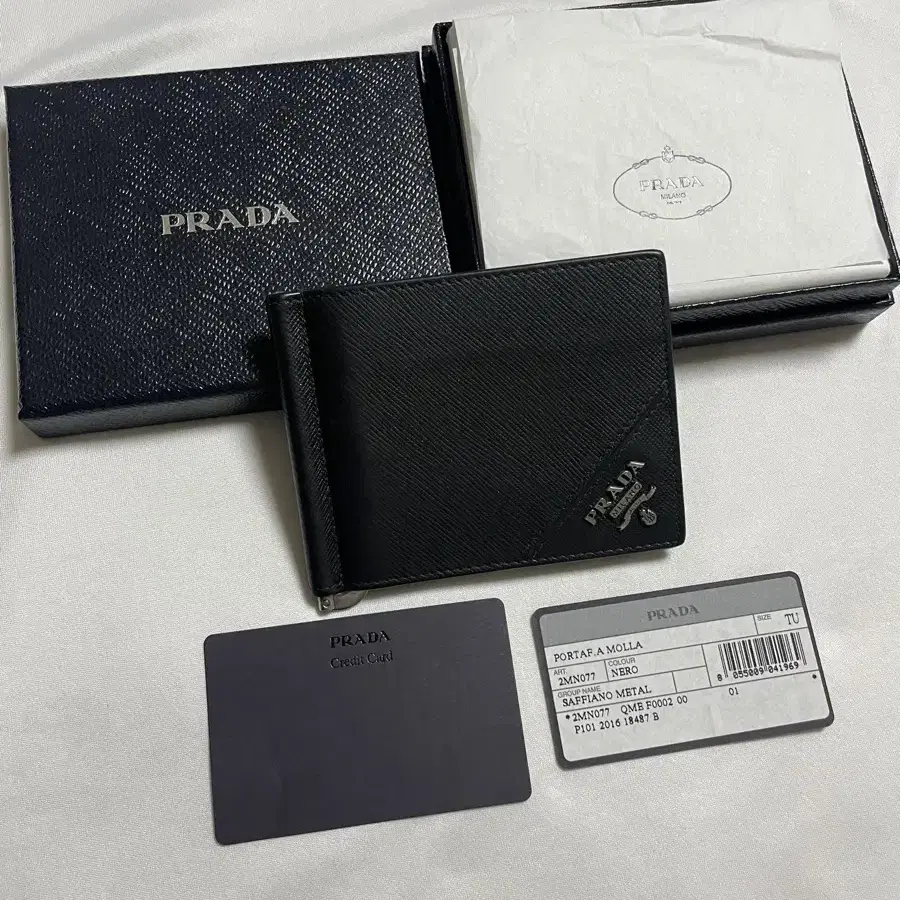 PRADA
PRADA
MILANO
PRADA
MILANO
PRADA
Credit Card
PRADA
SIZE TU
PORTAF.A MOLLA
ART. COLOUR
2MN077 NERO
GROUP NAME
SAFFIANO METAL
8 055009 041969
*2MN077 QME F0002 00 01 *
P101 2016 18487 B